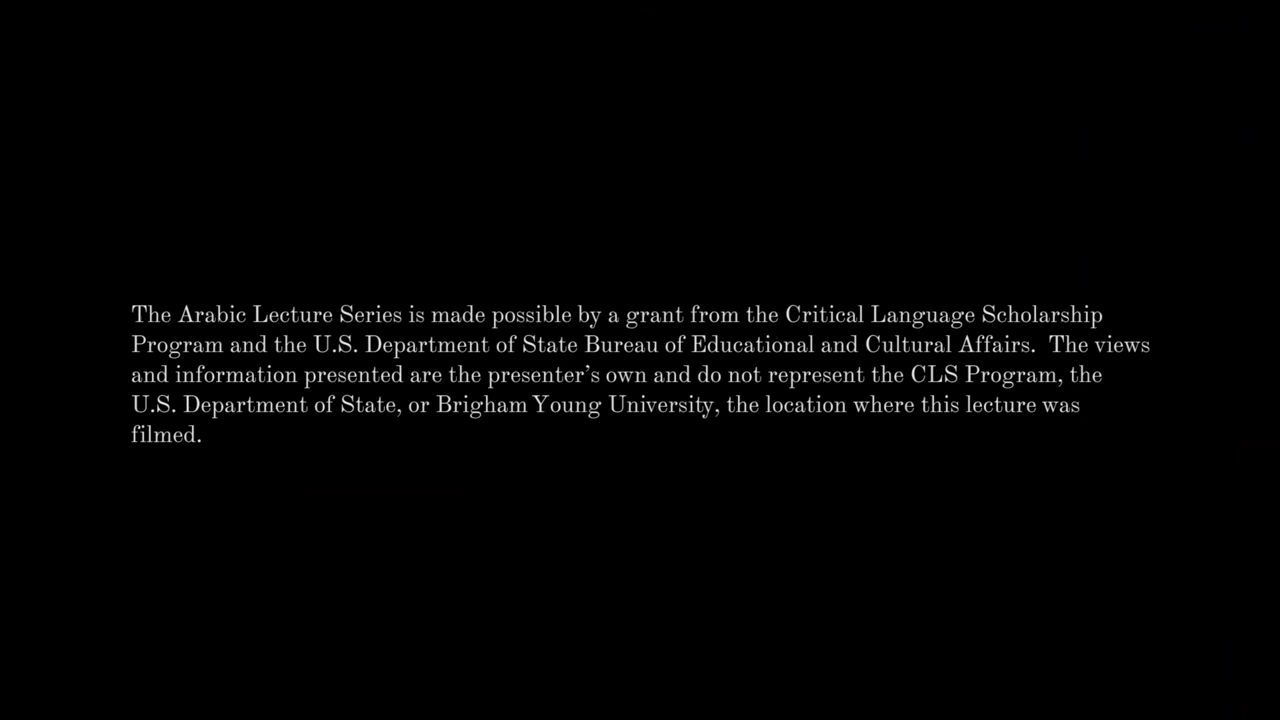 The Arabic Lecture Series is made possible by a grant from the Critical Language Scholarship
Program and the U.S. Department of State Bureau of Educational and Cultural Affairs.  The views
and information presented are the presenter’s own and do not represent the CLS Program, the
U.S. Department of State, or Brigham Young University, the location where this lecture was
filmed.